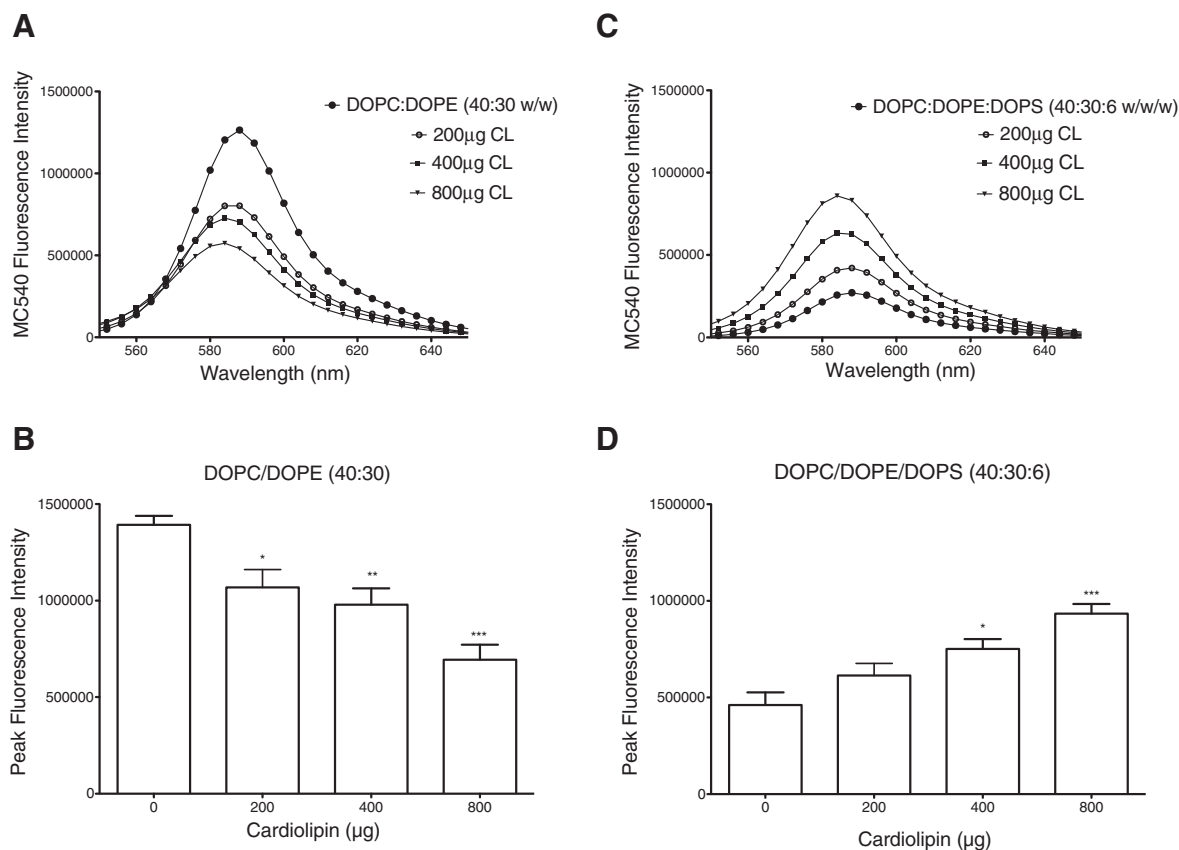 A
MC540 Fluorescence Intensity
1500000
1000000
500000
0
560
580
600
620
640
Wavelength (nm)
DOPC:DOPE (40:30 w/w)
200µg CL
400µg CL
800µg CL
C
MC540 Fluorescence Intensity
1500000
1000000
500000
0
560
580
600
620
640
Wavelength (nm)
DOPC:DOPE:DOPS (40:30:6 w/w/w)
200µg CL
400µg CL
800µg CL
B
DOPC/DOPE (40:30)
Peak Fluorescence Intensity
1500000
1000000
500000
0
*
**
***
0
200
400
800
Cardiolipin (µg)
D
DOPC/DOPE/DOPS (40:30:6)
Peak Fluorescence Intensity
1500000
1000000
500000
0
*
***
0
200
400
800
Cardiolipin (µg)